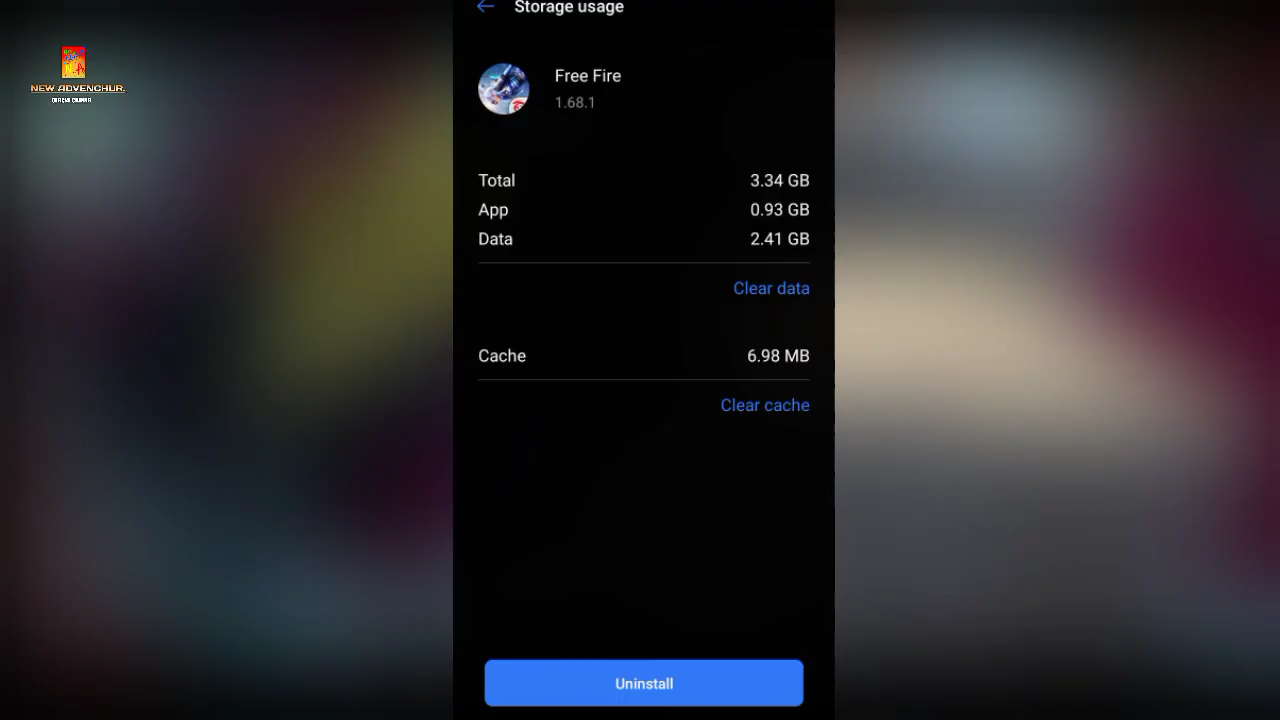 Storage usage
NEW ADVENCHUR.
Free Fire
1.68.1
Total 3.34 GB
App 0.93 GB
Data 2.41 GB
Clear data
Cache 6.98 MB
Clear cache
Uninstall